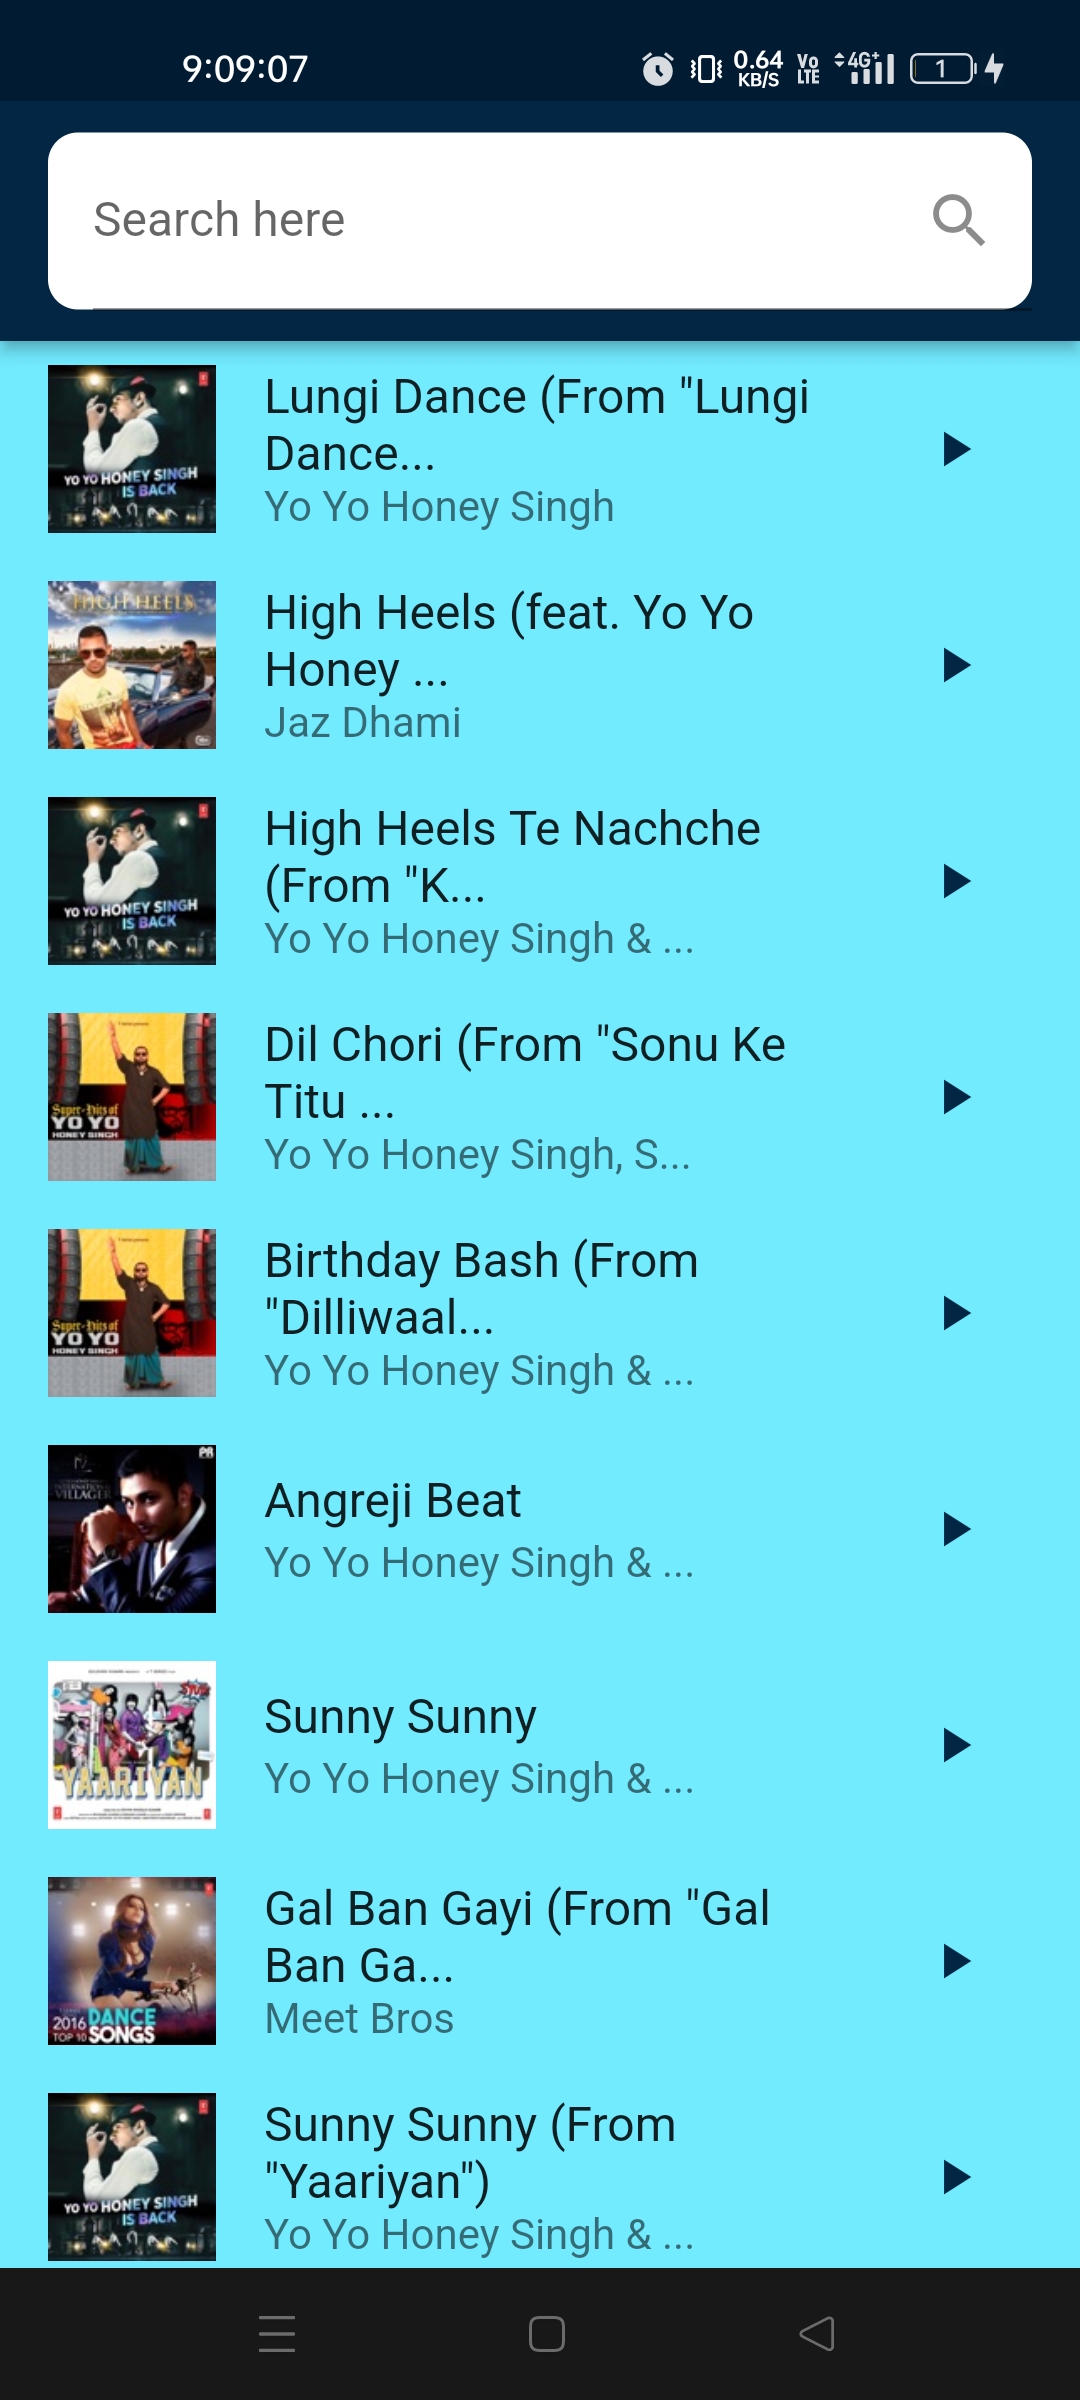 9:09:07
0.64
KB/S
Vo
LTE
4G+
1
Search here
Lungi Dance (From "Lungi
Dance...
Yo Yo Honey Singh
YO YO HONEY SINGH
IS BACK
High Heels (feat. Yo Yo
Honey ...
Jaz Dhami
HIGH HEELS
High Heels Te Nachche
(From "K...
Yo Yo Honey Singh & ...
YO YO HONEY SINGH
IS BACK
Dil Chori (From "Sonu Ke
Titu ...
Yo Yo Honey Singh, S...
Super-Hits of
YO YO
HONEY SINGH
Birthday Bash (From
"Dilliwaal...
Yo Yo Honey Singh & ...
Super-Hits of
YO YO
HONEY SINGH
Angreji Beat
Yo Yo Honey Singh & ...
PR
INTERNATIONAL
VILLAGER
Sunny Sunny
Yo Yo Honey Singh & ...
YAARIYAN
Gal Ban Gayi (From "Gal
Ban Ga...
Meet Bros
2016 DANCE
TOP 10 SONGS
Sunny Sunny (From
"Yaariyan")
Yo Yo Honey Singh & ...
YO YO HONEY SINGH
IS BACK